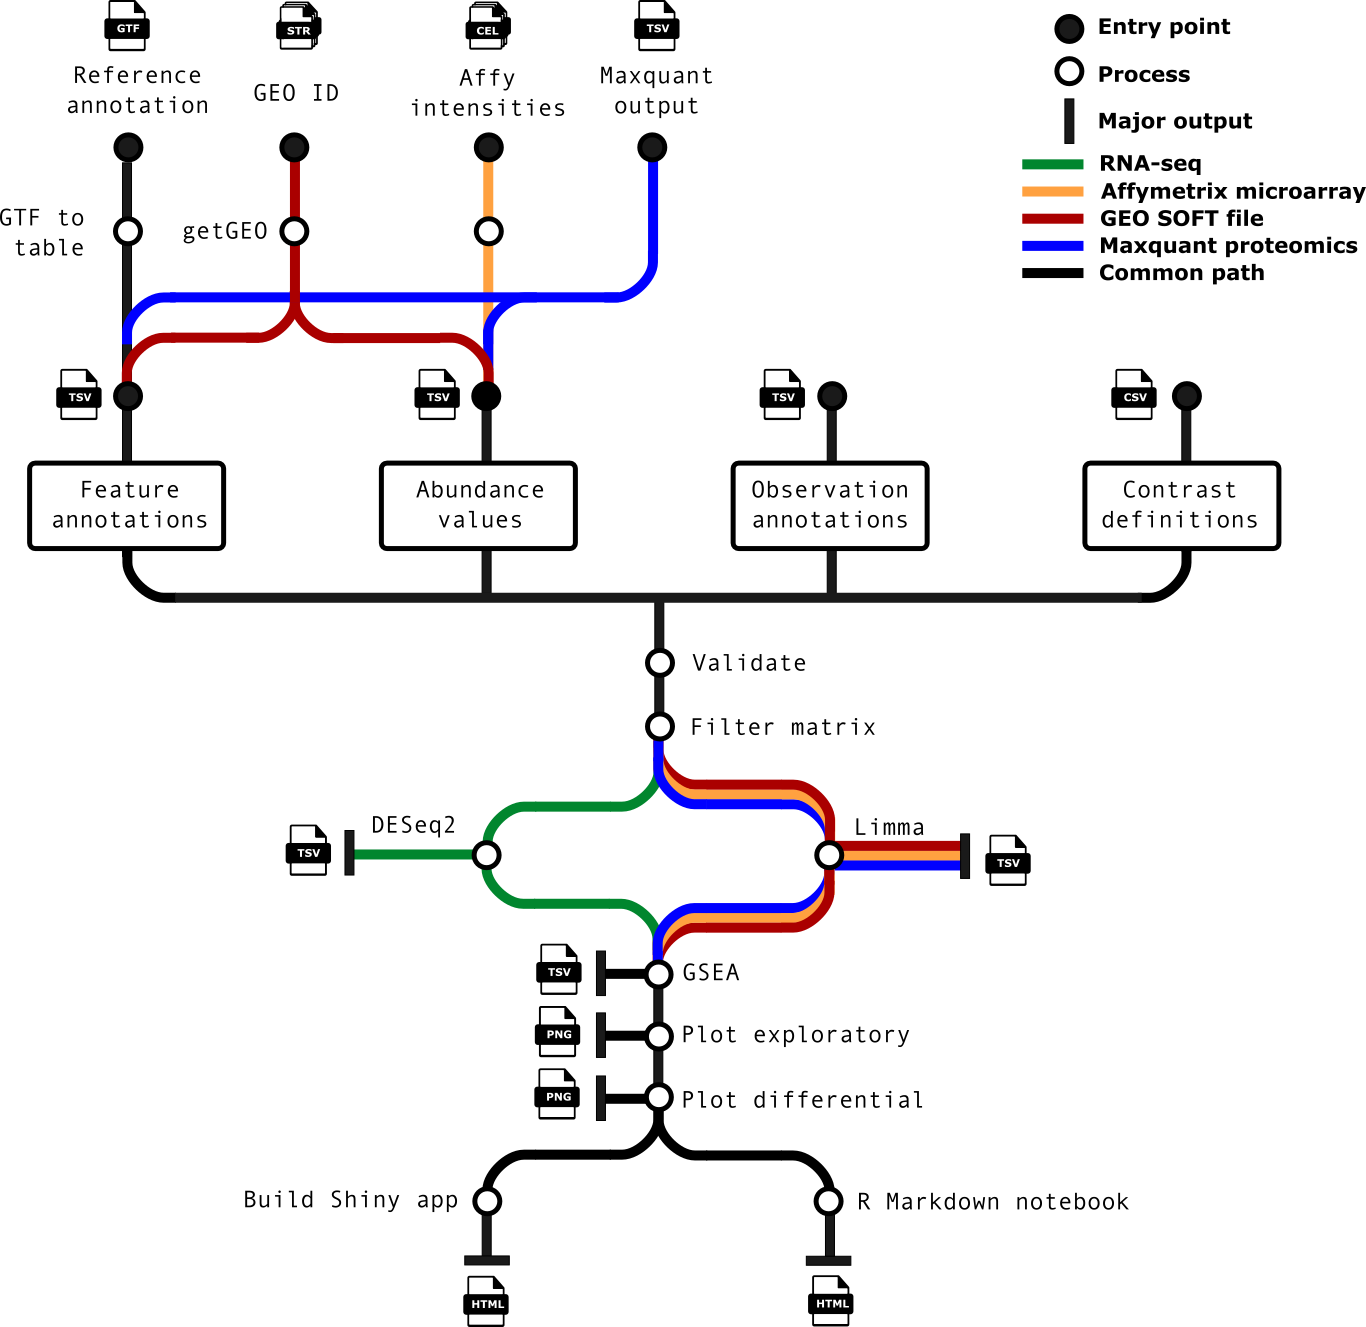 GTF
STR
CEL
TSV
Reference
annotation
GEO ID
Affy
intensities
Maxquant
output
Entry point
Process
Major output
RNA-seq
Affymetrix microarray
GEO SOFT file
Maxquant proteomics
Common path
GTF to
table
getGEO
TSV
TSV
TSV
CSV
Feature
annotations
Abundance
values
Observation
annotations
Contrast
definitions
Validate
Filter matrix
DESeq2
Limma
TSV
TSV
TSV
GSEA
PNG
Plot exploratory
PNG
Plot differential
Build Shiny app
R Markdown notebook
HTML
HTML